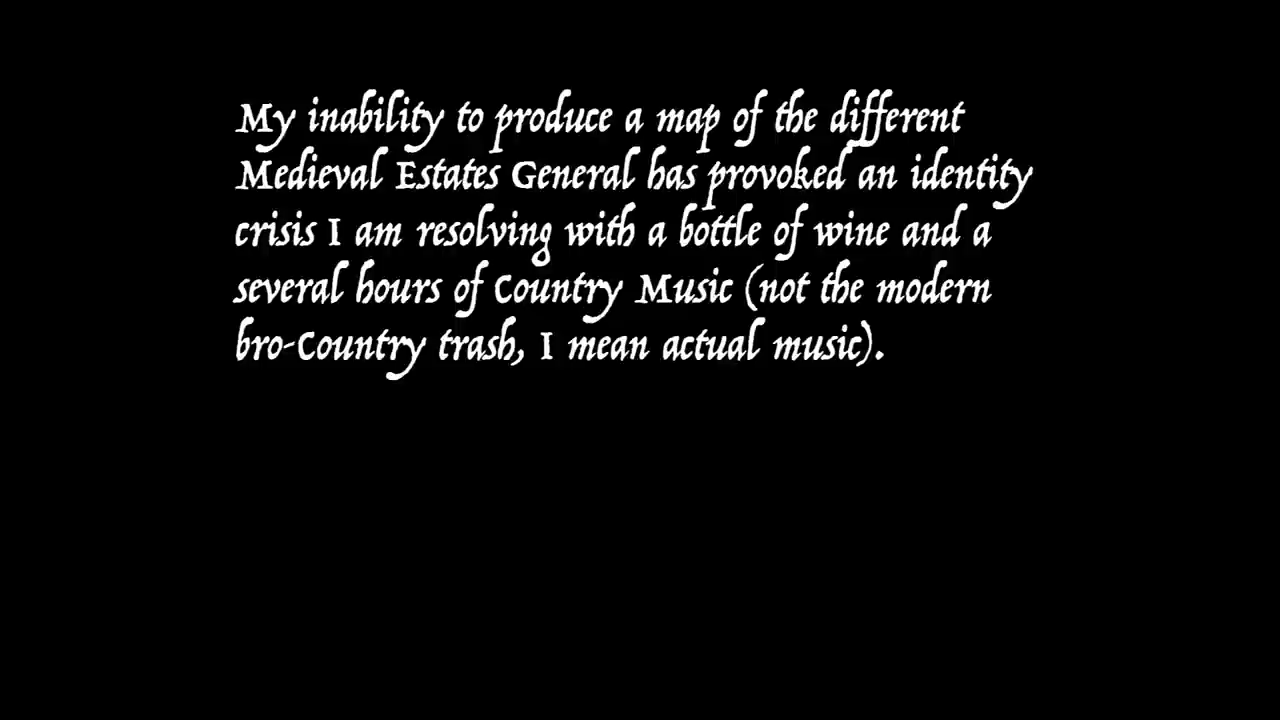 My inability to produce a map of the different
Medieval Estates General has provoked an identity
crisis I am resolving with a bottle of wine and a
several hours of Country Music (not the modern
bro-Country trash, I mean actual music).